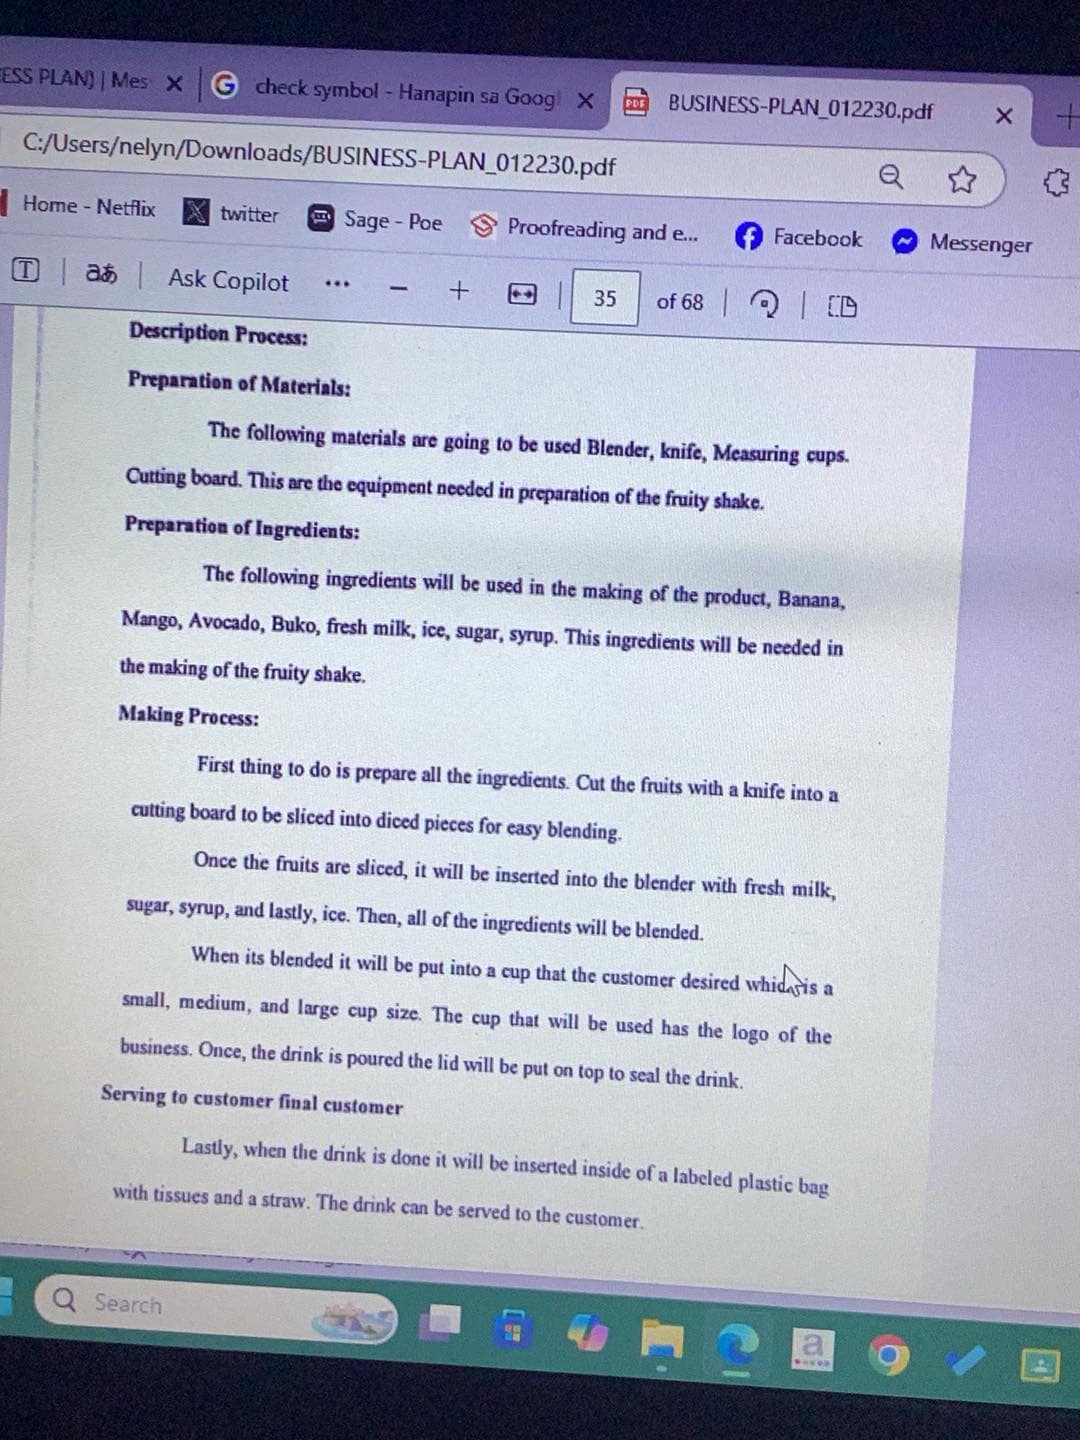 ESS PLAN) | Mes
check symbol - Hanapin sa Googl
BUSINESS-PLAN_012230.pdf
C:/Users/nelyn/Downloads/BUSINESS-PLAN_012230.pdf
Home - Netflix
twitter
Sage - Poe
Proofreading and e...
Facebook
Messenger
aあ
Ask Copilot
35
of 68
Description Process:
Preparation of Materials:
The following materials are going to be used Blender, knife, Measuring cups.
Cutting board. This are the equipment needed in preparation of the fruity shake.
Preparation of Ingredients:
The following ingredients will be used in the making of the product, Banana,
Mango, Avocado, Buko, fresh milk, ice, sugar, syrup. This ingredients will be needed in
the making of the fruity shake.
Making Process:
First thing to do is prepare all the ingredients. Cut the fruits with a knife into a
cutting board to be sliced into diced pieces for easy blending.
Once the fruits are sliced, it will be inserted into the blender with fresh milk,
sugar, syrup, and lastly, ice. Then, all of the ingredients will be blended.
When its blended it will be put into a cup that the customer desired which is a
small, medium, and large cup size. The cup that will be used has the logo of the
business. Once, the drink is poured the lid will be put on top to seal the drink.
Serving to customer final customer
Lastly, when the drink is done it will be inserted inside of a labeled plastic bag
with tissues and a straw. The drink can be served to the customer.
Search